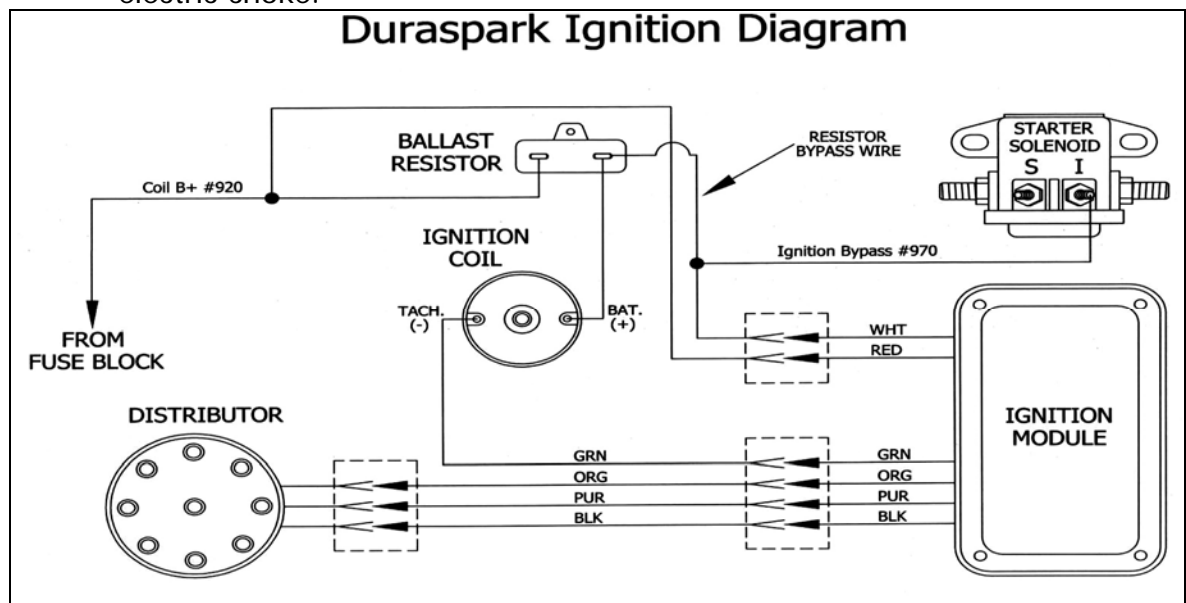 Duraspark Ignition Diagram
BALLAST
RESISTOR
RESISTOR
BYPASS WIRE
STARTER
SOLENOID
S I
Coil B+ #920
IGNITION
COIL
Ignition Bypass #970
TACH.
(-)
BAT.
(+)
FROM
FUSE BLOCK
WHT
RED
DISTRIBUTOR
IGNITION
MODULE
GRN GRN
ORG ORG
PUR PUR
BLK BLK